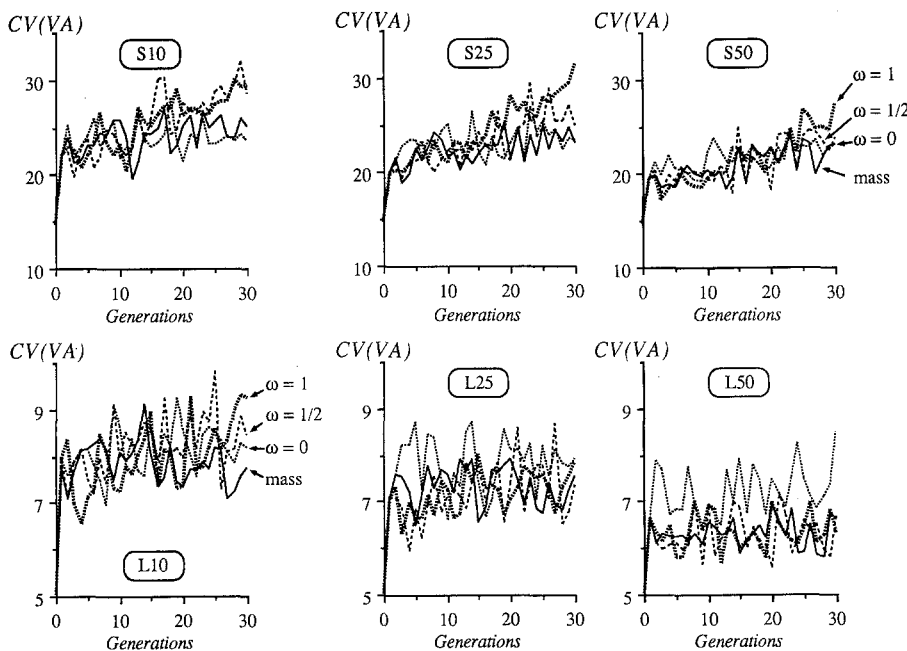 CV(VA)
S10
30
20
10
0
10
20
30
Generations
CV(VA)
S25
30
20
10
0
10
20
30
Generations
CV(VA)
S50
30
20
10
0
10
20
30
Generations
ω = 1
ω = 1/2
ω = 0
mass
CV(VA)
L10
9
7
5
0
10
20
30
Generations
ω = 1
ω = 1/2
ω = 0
mass
CV(VA)
L25
9
7
5
0
10
20
30
Generations
CV(VA)
L50
9
7
5
0
10
20
30
Generations